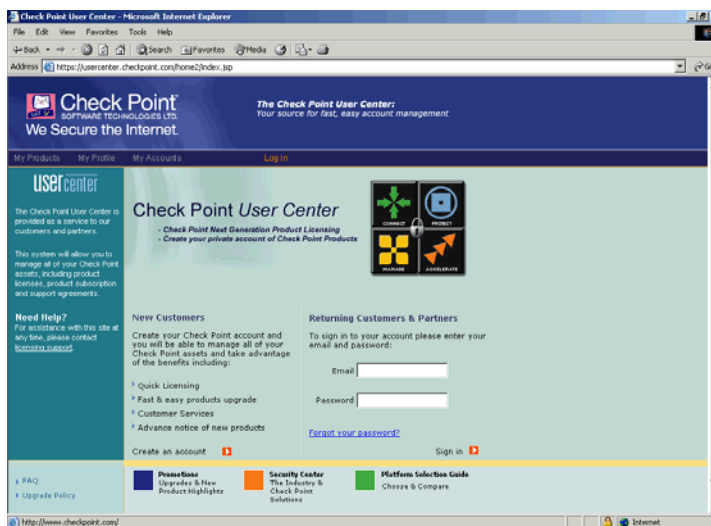 Check Point User Center - Microsoft Internet Explorer
File Edit View Favorites Tools Help
Back Search Favorites Media
Address https://usercenter.checkpoint.com/home2/index.jsp
Check Point
SOFTWARE TECHNOLOGIES LTD.
We Secure the Internet.
The Check Point User Center:
Your source for fast, easy account management
My Products My Profile My Accounts Log In
user center
The Check Point User Center is
provided as a service to our
customers and partners.
This system will allow you to
manage all of your Check Point
assets, including product
licenses, product subscription
and support agreements.
Need Help?
For assistance with this site at
any time, please contact
licensing support.
Check Point User Center
- Check Point Next Generation Product Licensing
- Create your private account of Check Point Products
CONNECT PROTECT
MANAGE ACCELERATE
New Customers
Create your Check Point account and
you will be able to manage all of your
Check Point assets and take advantage
of the benefits including:
Quick Licensing
Fast & easy products upgrade
Customer Services
Advance notice of new products
Create an account
Returning Customers & Partners
To sign in to your account please enter your
email and password:
Email
Password
Forgot your password?
Sign in
FAQ
Upgrade Policy
Promotions
Upgrades & New
Product Highlights
Security Center
The Industry &
Check Point
Solutions
Platform Selection Guide
Choose & Compare
http://www.checkpoint.com/
Internet